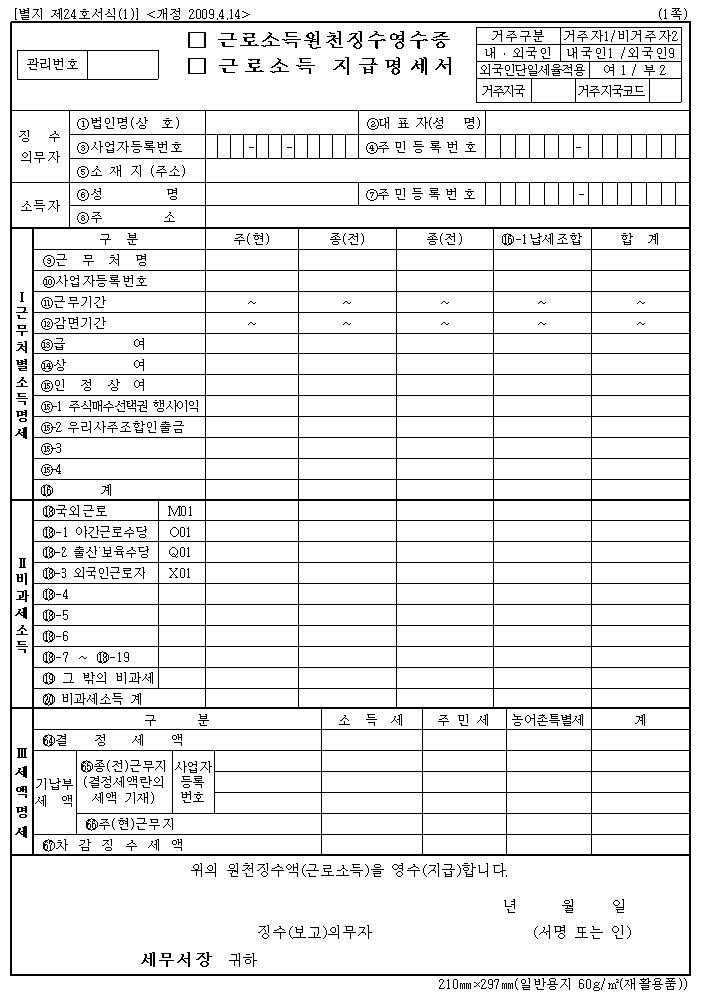 [별지 제24호서식(1)] <개정 2009.4.14> (1쪽)
관리번호
□ 근로소득원천징수영수증
□ 근로소득 지급명세서
거주구분 거주자1/비거주자2
내·외국인 내국인1 /외국인9
외국인단일세율적용 여 1 / 부 2
거주지국 거주지국코드
징 수 의무자
①법인명(상 호) ②대 표 자(성 명)
③사업자등록번호 - - ④주 민 등 록 번 호 -
⑤소 재 지 (주소)
소득자
⑥성 명 ⑦주 민 등 록 번 호 -
⑧주 소
Ⅰ근무처별소득명세
구 분 주(현) 종(전) 종(전) ⑯-1납세조합 합 계
⑨근 무 처 명
⑩사업자등록번호
⑪근무기간 ~ ~ ~ ~ ~
⑫감면기간 ~ ~ ~ ~ ~
⑬급 여
⑭상 여
⑮인 정 상 여
⑮-1 주식매수선택권 행사이익
⑮-2 우리사주조합인출금
⑮-3
⑮-4
⑯ 계
Ⅱ비과세소득
⑱국외근로 M01
⑱-1 야간근로수당 O01
⑱-2 출산·보육수당 Q01
⑱-3 외국인근로자 X01
⑱-4
⑱-5
⑱-6
⑱-7 ~ ⑱-19
⑲ 그 밖의 비과세
⑳ 비과세소득 계
Ⅲ세액명세
구 분 소 득 세 주 민 세 농어촌특별세 계
64결 정 세 액
기납부 세 액
65종(전)근무지
(결정세액란의
세액 기재)
사업자
등록
번호
66주(현)근무지
67차 감 징 수 세 액
위의 원천징수액(근로소득)을 영수(지급)합니다.
년 월 일
징수(보고)의무자 (서명 또는 인)
세무서장 귀하
210㎜×297㎜(일반용지 60g/㎡(재활용품))